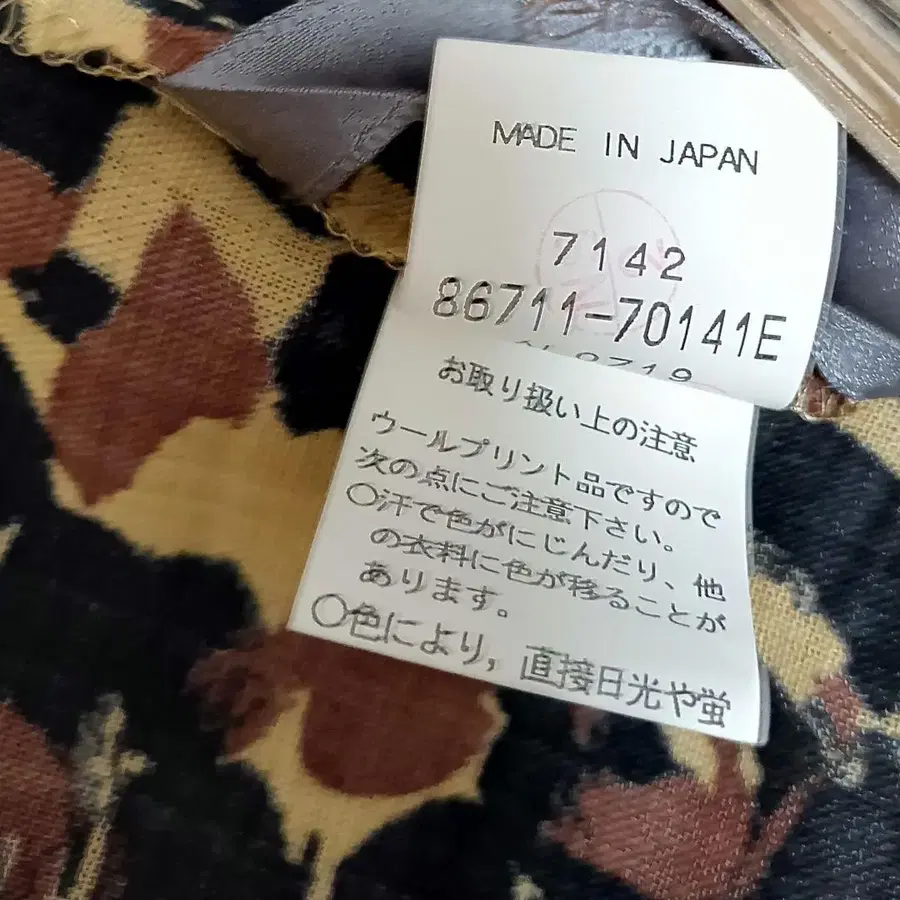 MADE IN JAPAN
7142
86711-70141E
お取り扱い上の注意
ウールプリント品ですので
次の点にご注意下さい。
○汗で色がにじんだり、他
の衣料に色が移ることが
あります。
○色により，直接日光や蛍